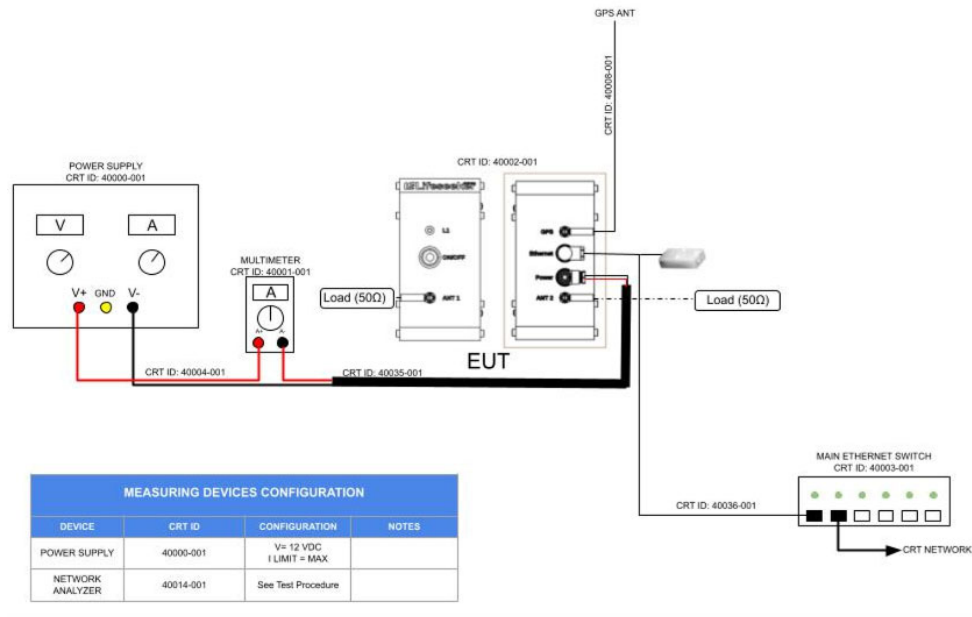 GPS ANT
CRT ID: 40008-001
CRT ID: 40002-001
POWER SUPPLY
CRT ID: 40000-001
V
A
V+ GND V-
MULTIMETER
CRT ID: 40001-001
A
A+ A-
Lifeseeker
L1
ON/OFF
ANT 1
Load (50Ω)
GPS
Ethernet
Power
ANT 2
Load (50Ω)
EUT
CRT ID: 40004-001
CRT ID: 40035-001
MAIN ETHERNET SWITCH
CRT ID: 40003-001
CRT ID: 40036-001
CRT NETWORK
MEASURING DEVICES CONFIGURATION
DEVICE CRT ID CONFIGURATION NOTES
POWER SUPPLY 40000-001 V= 12 VDC
I LIMIT = MAX
NETWORK
ANALYZER 40014-001 See Test Procedure